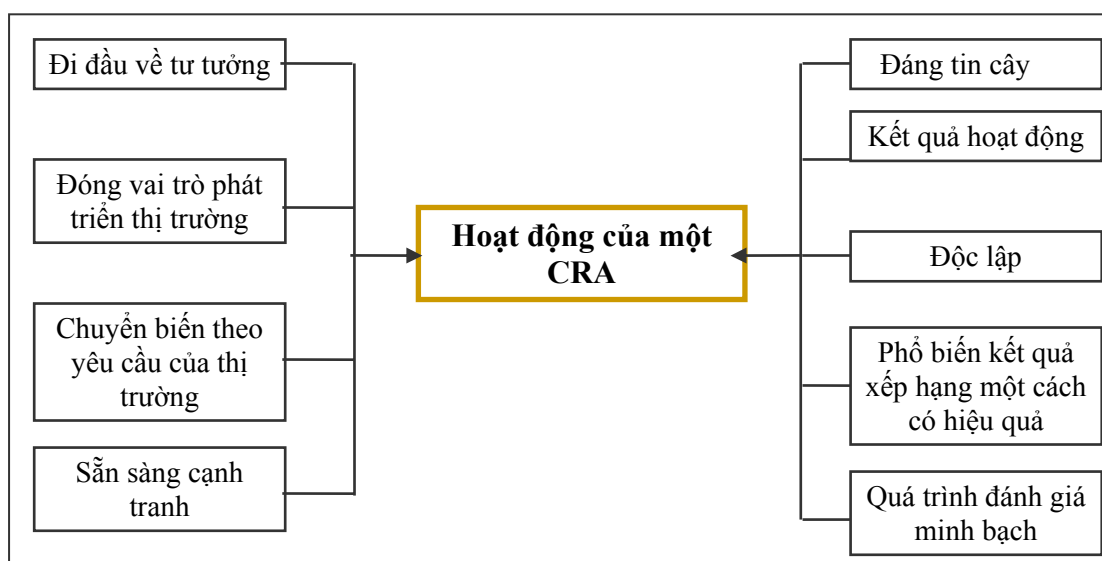 Đi đầu về tư tưởng
Đóng vai trò phát
triển thị trường
Chuyển biến theo
yêu cầu của thị
trường
Sẵn sàng cạnh
tranh
Hoạt động của một
CRA
Đáng tin cây
Kết quả hoạt động
Độc lập
Phổ biến kết quả
xếp hạng một cách
có hiệu quả
Quá trình đánh giá
minh bạch